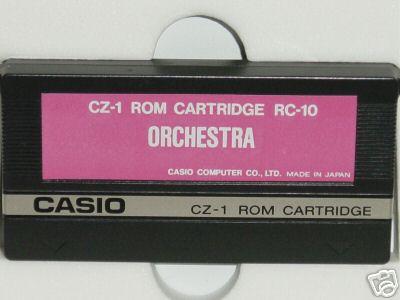 CZ-1 ROM CARTRIDGE RC-10
ORCHESTRA
CASIO COMPUTER CO., LTD. MADE IN JAPAN
CASIO CZ-1 ROM CARTRIDGE